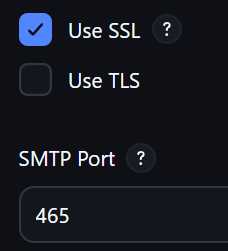 Use SSL ?
Use TLS
SMTP Port ?
465